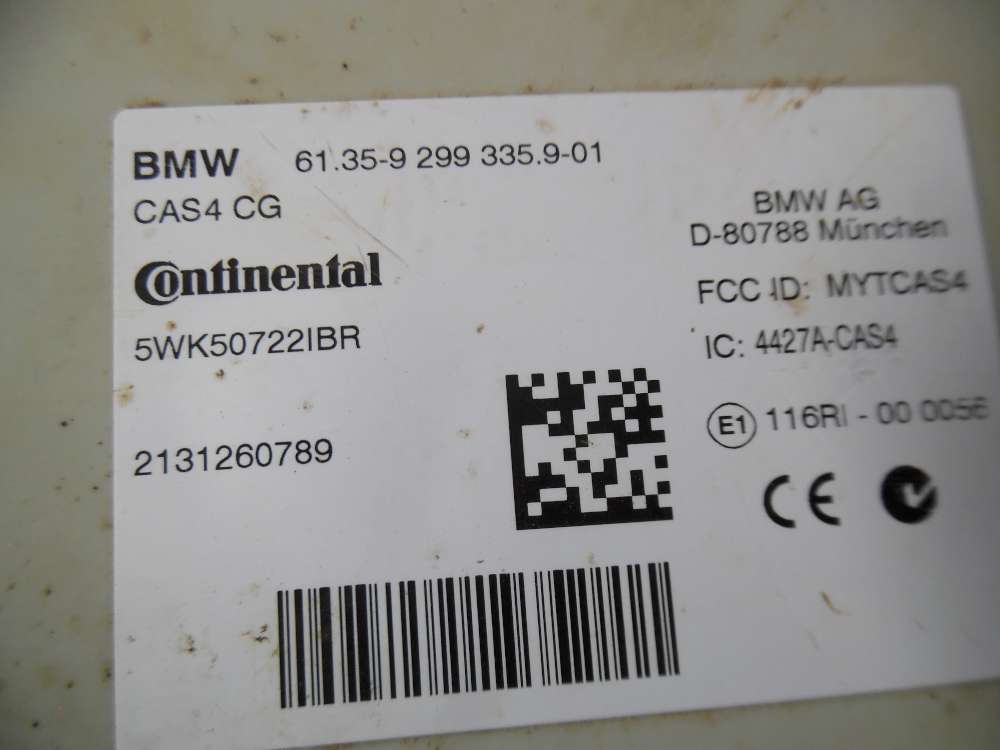 BMW 61.35-9 299 335.9-01
CAS4 CG
Continental
5WK50722IBR
2131260789
BMW AG
D-80788 München
FCC ID: MYTCAS4
IC: 4427A-CAS4
E1 116RI - 00 0056
CE